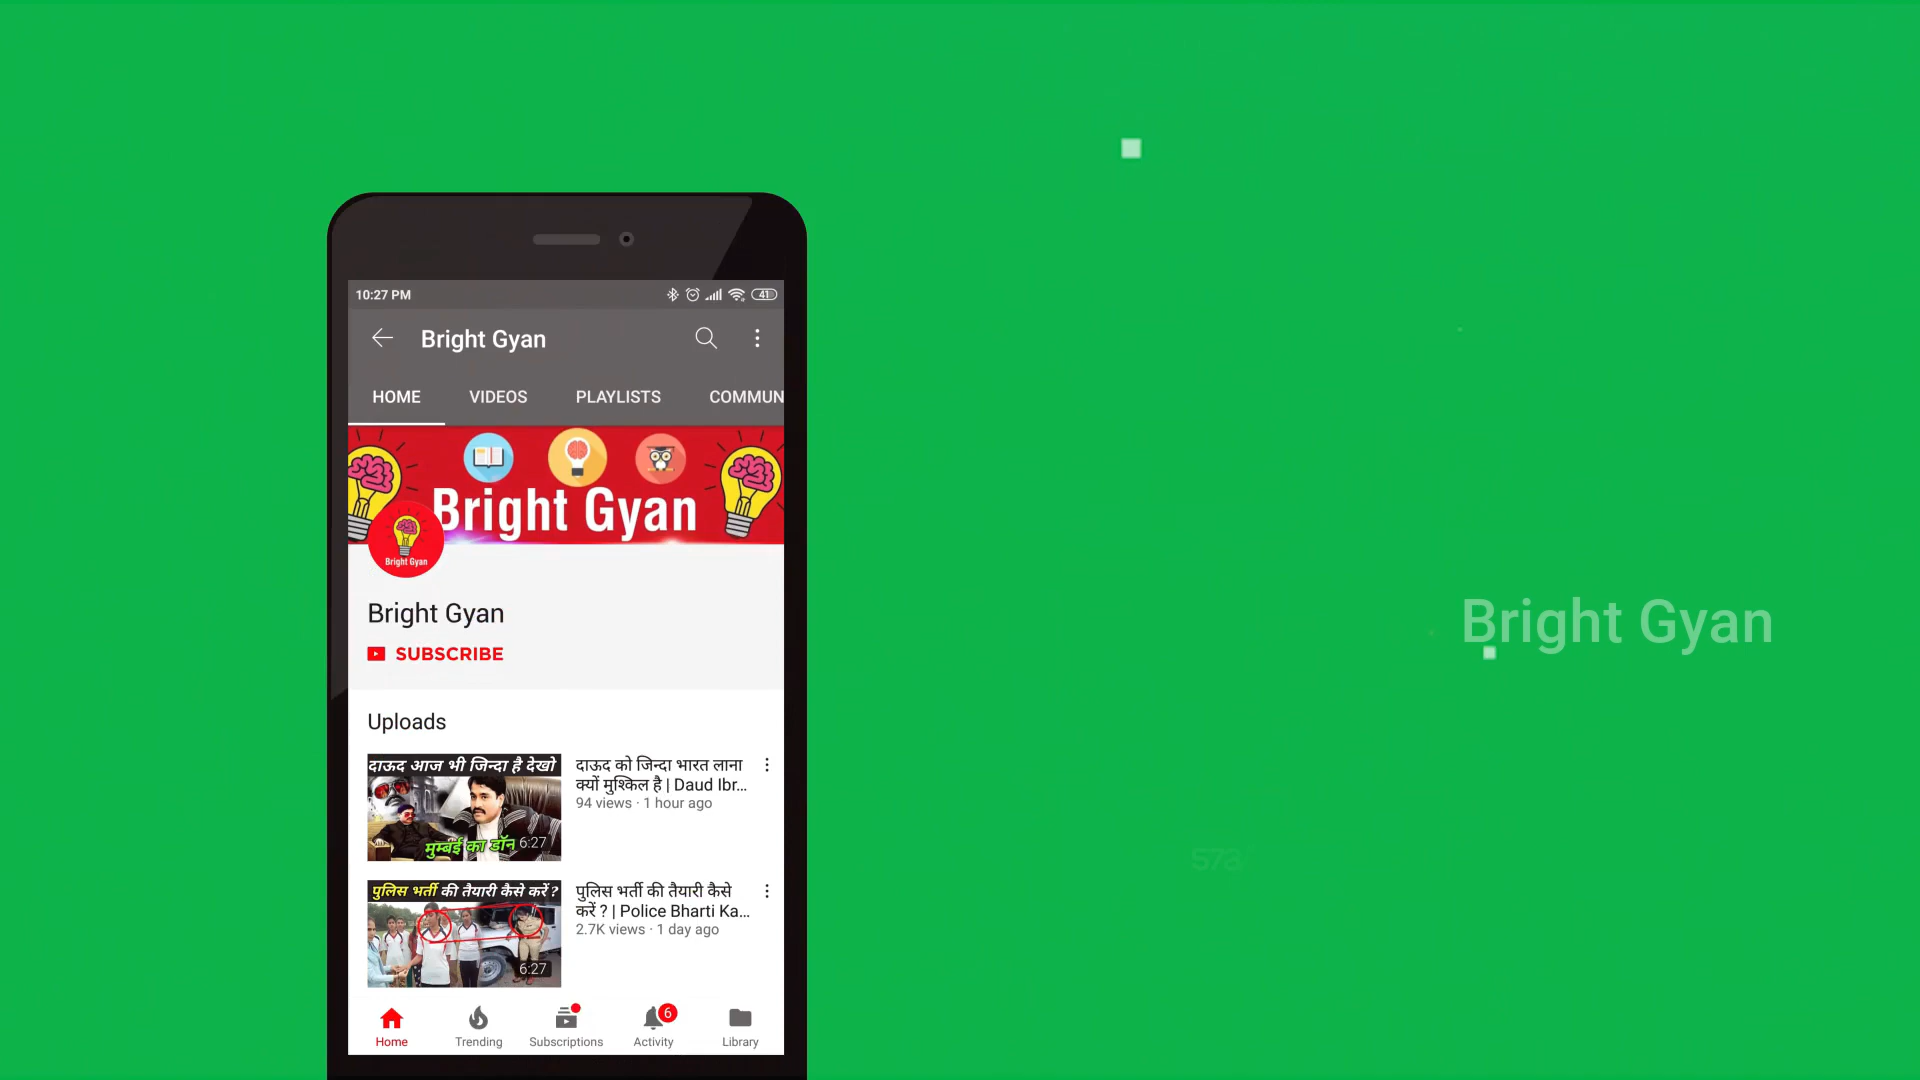 10:27 PM
41
Bright Gyan
HOME VIDEOS PLAYLISTS COMMUN
Bright Gyan
Bright Gyan
Bright Gyan
SUBSCRIBE
Uploads
दाऊद आज भी जिन्दा है देखो
मुम्बई का डॉन
6:27
दाऊद को जिन्दा भारत लाना
क्यों मुश्किल है | Daud Ibr...
94 views · 1 hour ago
पुलिस भर्ती की तैयारी कैसे करें ?
6:27
पुलिस भर्ती की तैयारी कैसे
करें ? | Police Bharti Ka...
2.7K views · 1 day ago
6
Home Trending Subscriptions Activity Library
Bright Gyan